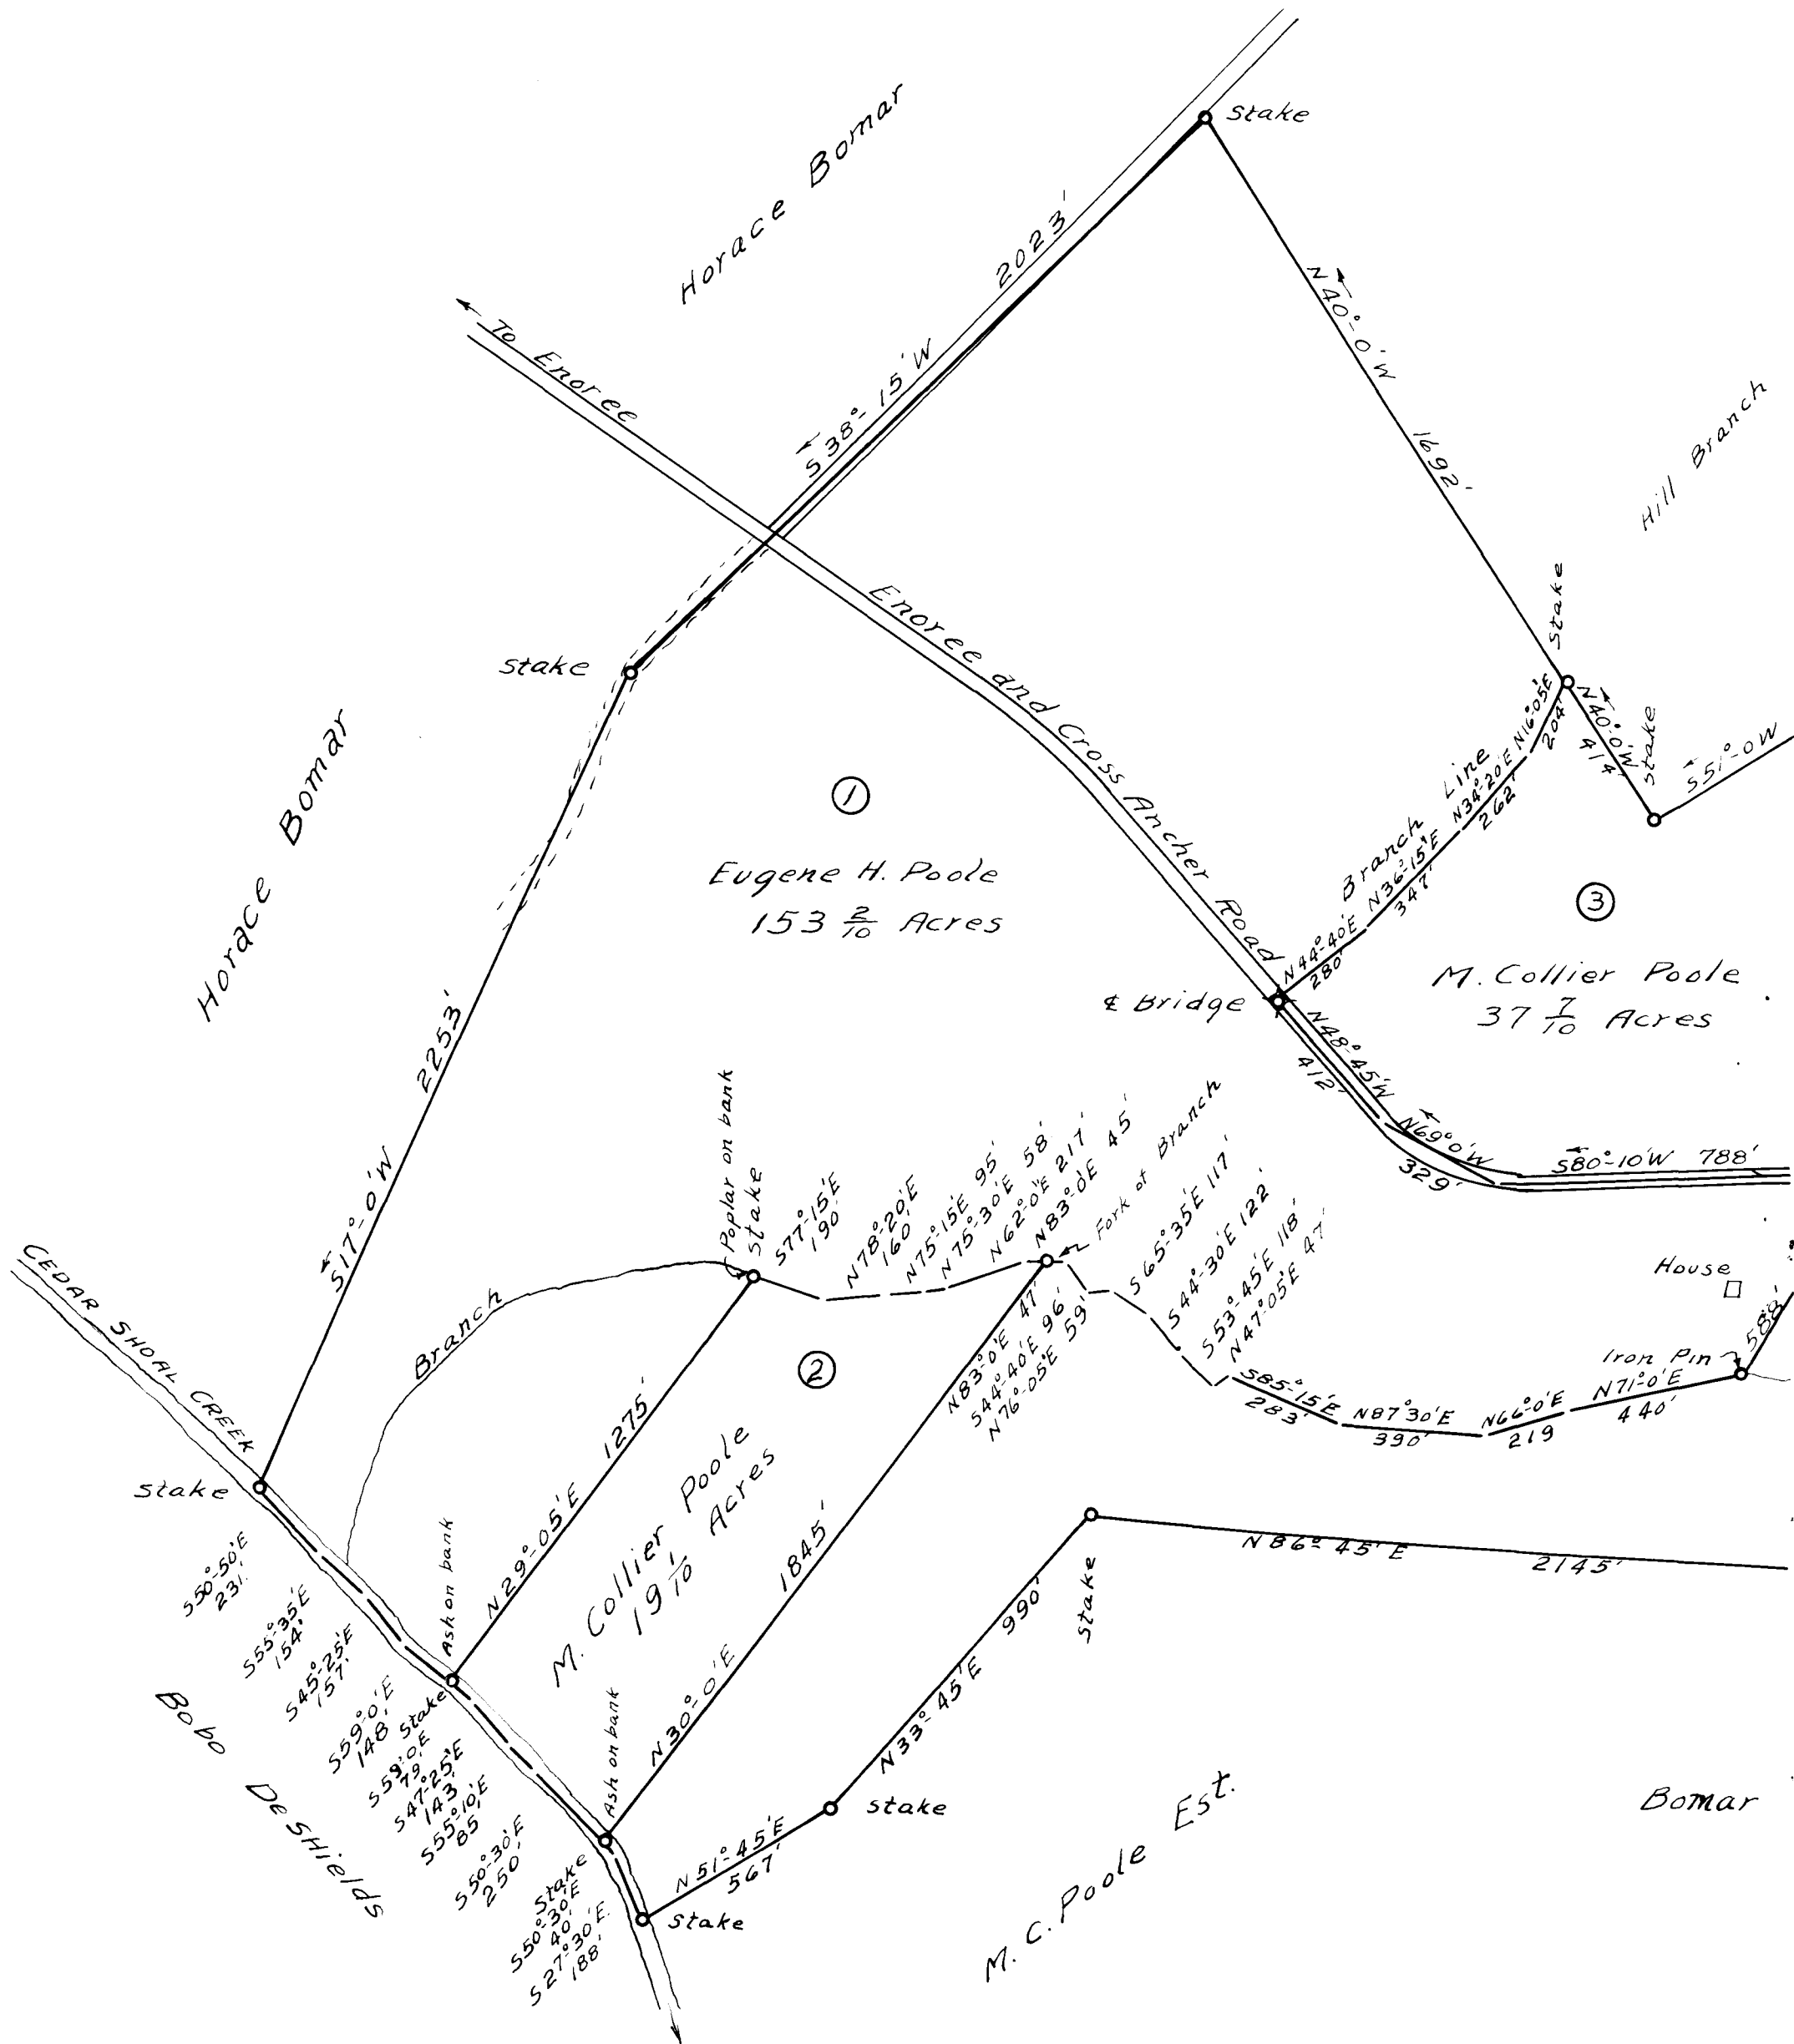 Horace Bomar
stake
2023'
S38°-15'W
To Enoree
N40°-0'W
1692'
Hill Branch
stake
Enoree and Cross Ancher Road
stake
Horace Bomar
S17°-0'W
2253'
1
Eugene H. Poole
153 2/10 Acres
Branch Line
N16°-05'E
204'
N34°-20'E
262'
N36°-15'E
347'
N44°-40'E
280'
N40°-0'W
414'
stake
S51°-0W
3
M. Collier Poole
37 7/10 Acres
¢ Bridge
N48°-45'W
412'
N69°-0'W
329'
S80°-10'W 788'
Poplar on bank
stake
S77°-15'E
190'
N78°-20'E
160'
N75°-15'E 95'
N75°-30'E 58'
N62°-0'E 217'
N83°-0'E 45'
Fork of Branch
N83°-0'E 47'
S44°-40'E 96'
N76°-05'E 59'
S65°-35'E 117'
S44°-30'E 122'
S53°-45'E 118'
N47°-05'E 47'
S85°-15'E
283'
N87°30'E
390'
N66°-0'E
219
N71°-0'E
440'
House
Iron Pin
588'
CEDAR SHOAL CREEK
Branch
stake
2
M. Collier Poole
19 1/10 Acres
N29°-05'E 1275'
N30°-0'E 1845'
Ash on bank
Ash on bank
S50°-50'E
231'
S55°-35'E
154'
S45°-25'E
157'
S59°-0'E
148'
stake
S59°-0'E
79'
S47°-25'E
143'
S55°-10'E
85'
S50°-30'E
250'
stake
S50°-30'E
40'
S27°-30'E
188'
Bobo DeSHields
stake
N51°-45'E
567'
stake
N33°-45'E 990'
stake
N86°-45'E 2145'
M. C. Poole Est.
Bomar